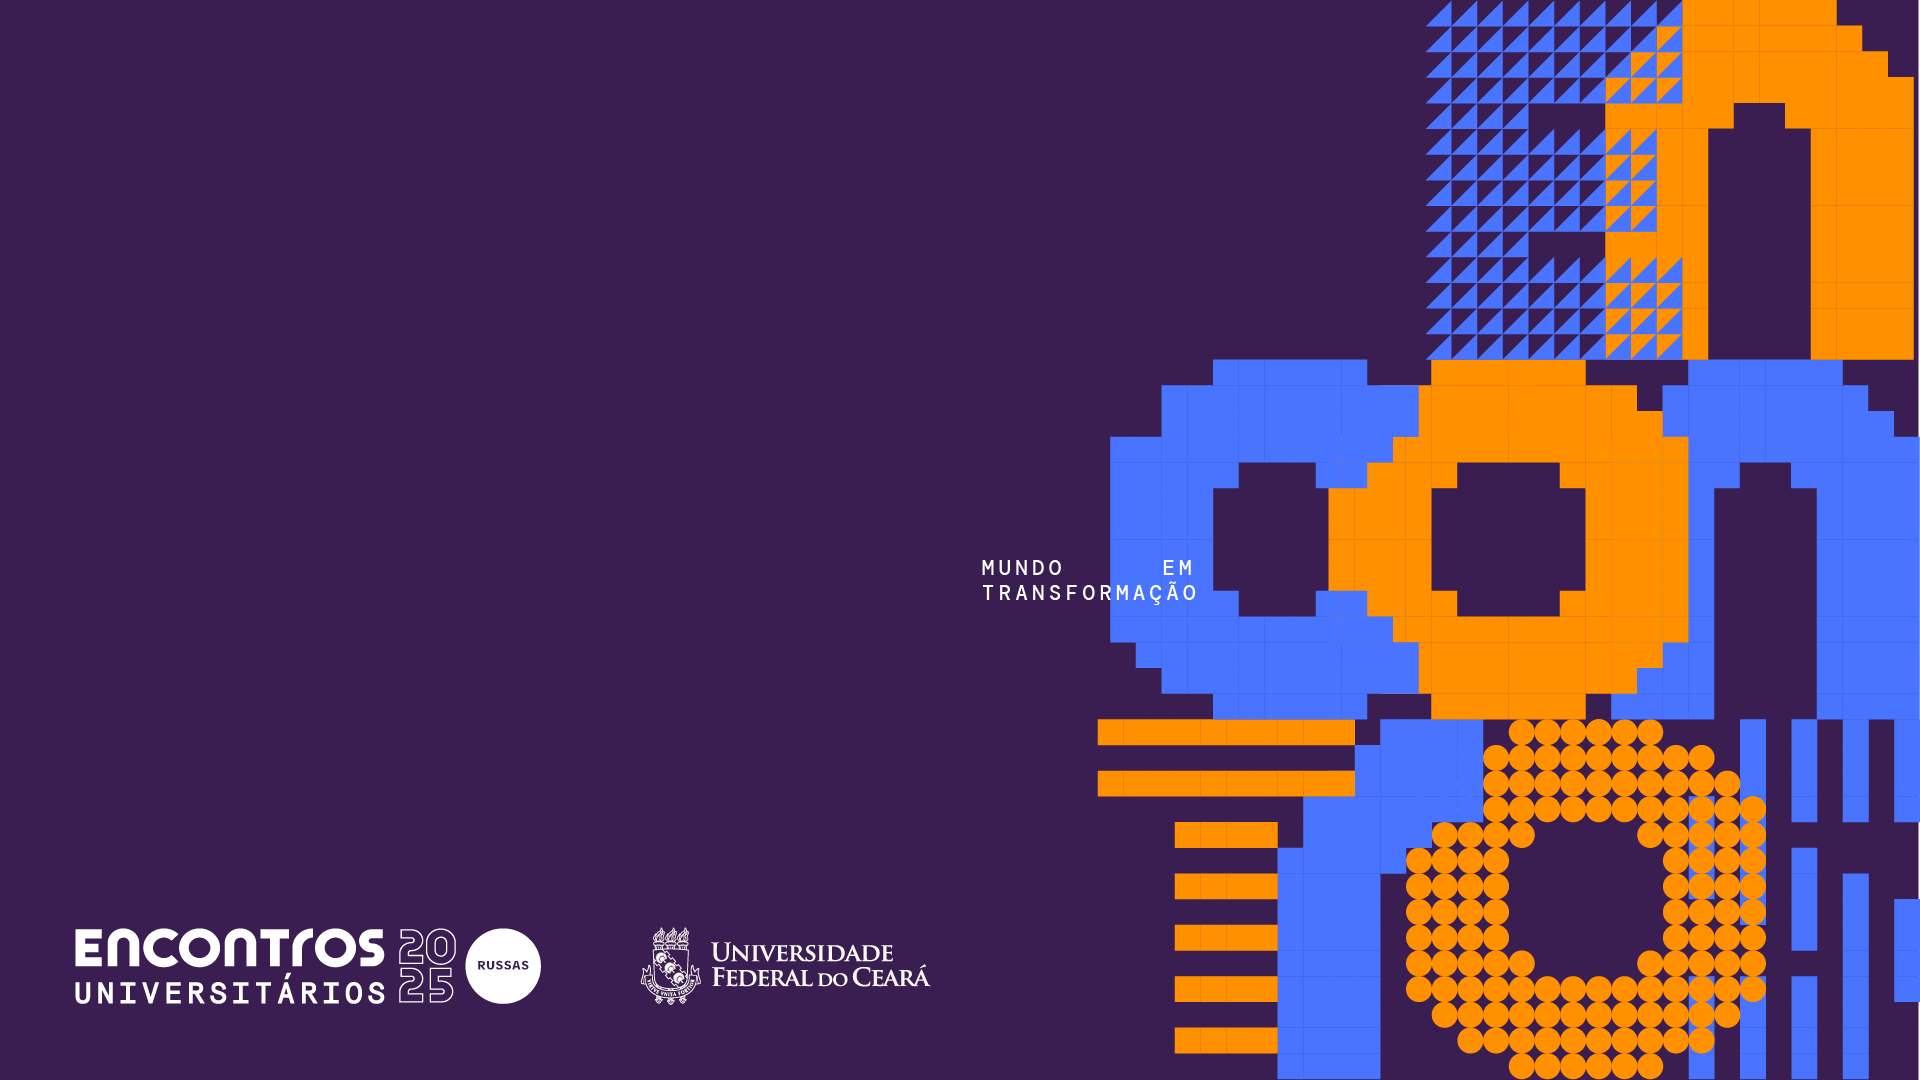 MUNDO EM
TRANSFORMAÇÃO
ENCONTROS
UNIVERSITÁRIOS
20
25
RUSSAS
UNIVERSIDADE
FEDERAL DO CEARÁ